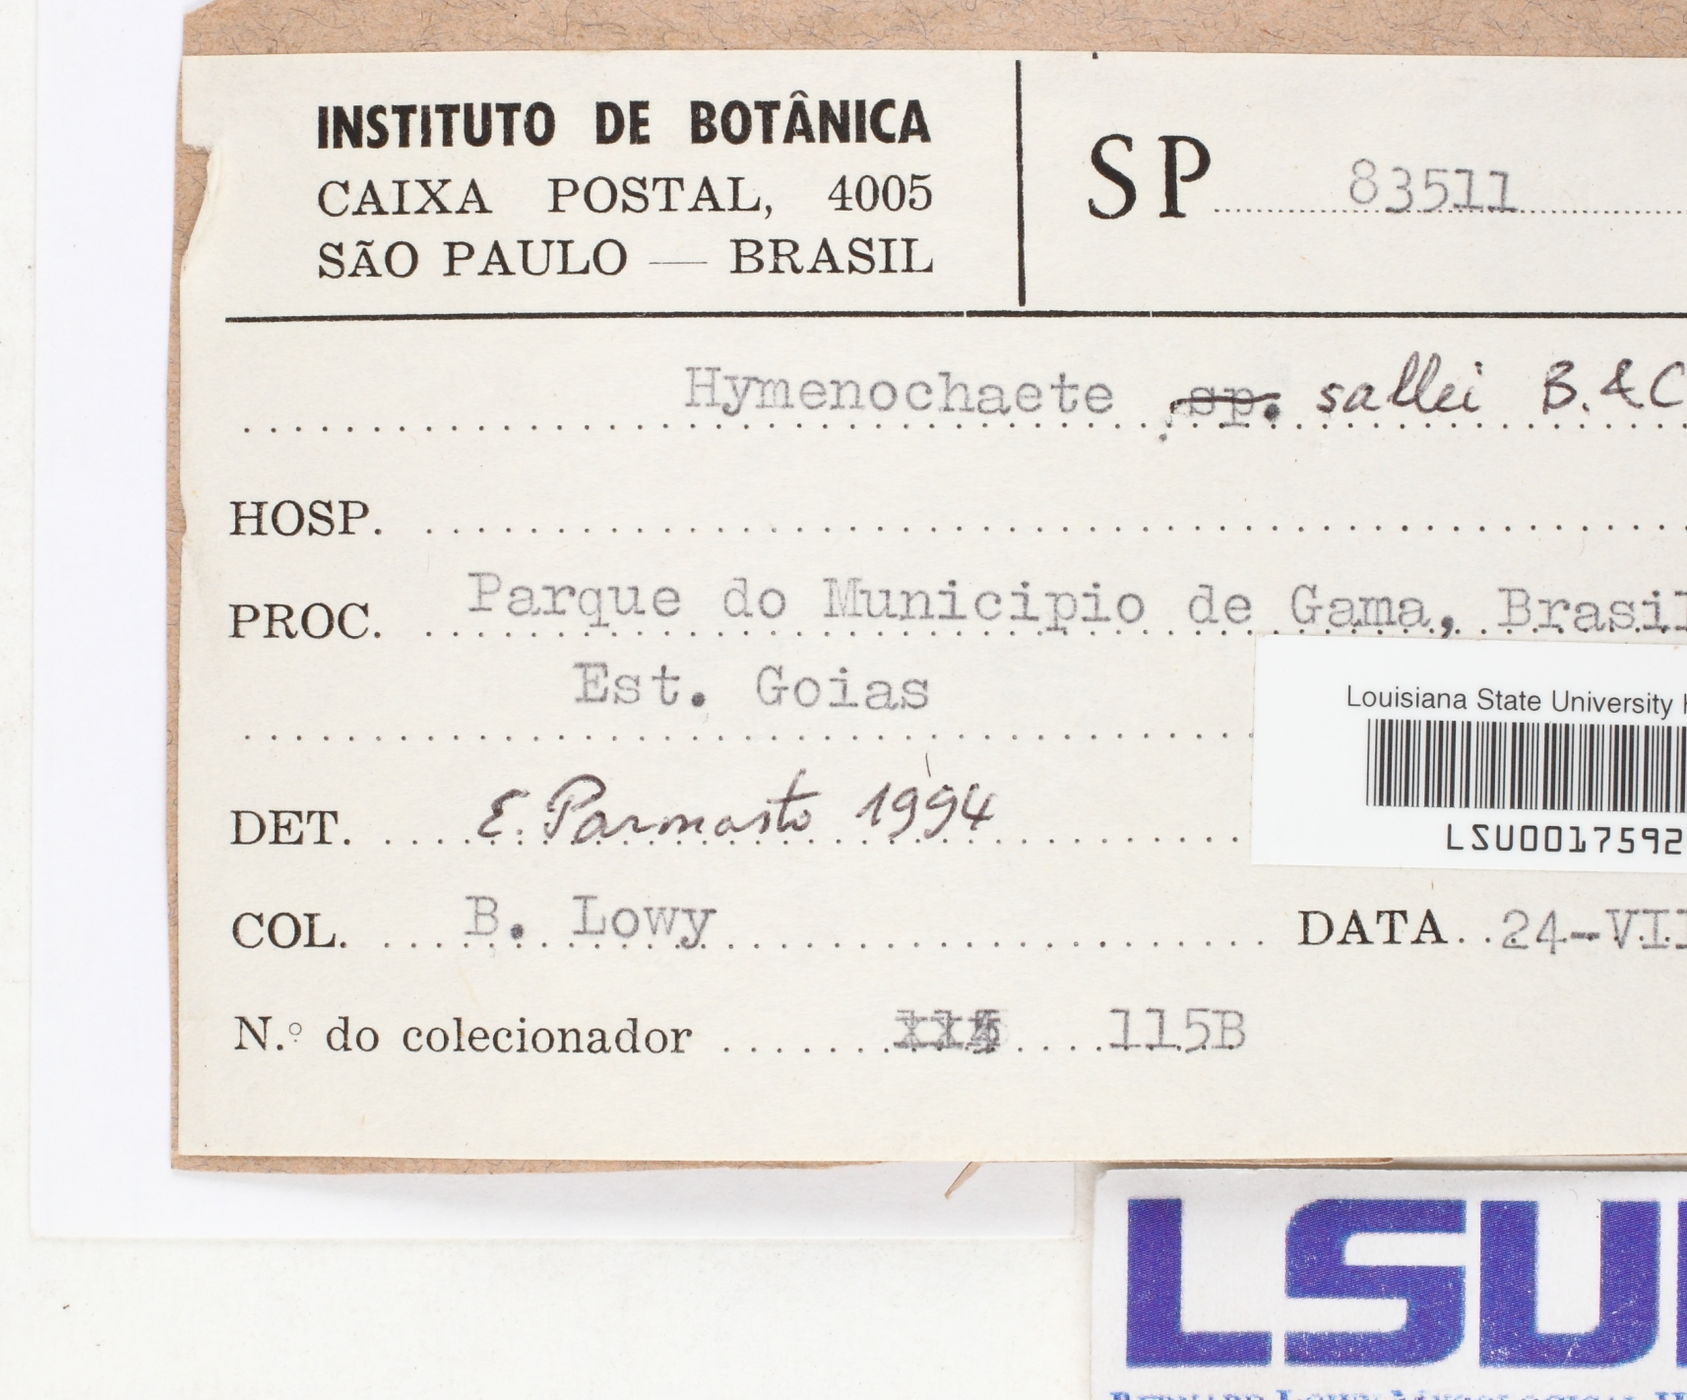 INSTITUTO DE BOTÂNICA
CAIXA POSTAL, 4005
SÃO PAULO — BRASIL
SP 83511
Hymenochaete sp. sallei B. & C
HOSP.
PROC. Parque do Municipio de Gama, Brasil
Est. Goias
Louisiana State University
LSU0017592
DET. E. Parmasto 1994
COL. B. Lowy DATA 24-VII
N.º do colecionador 115B
LSU